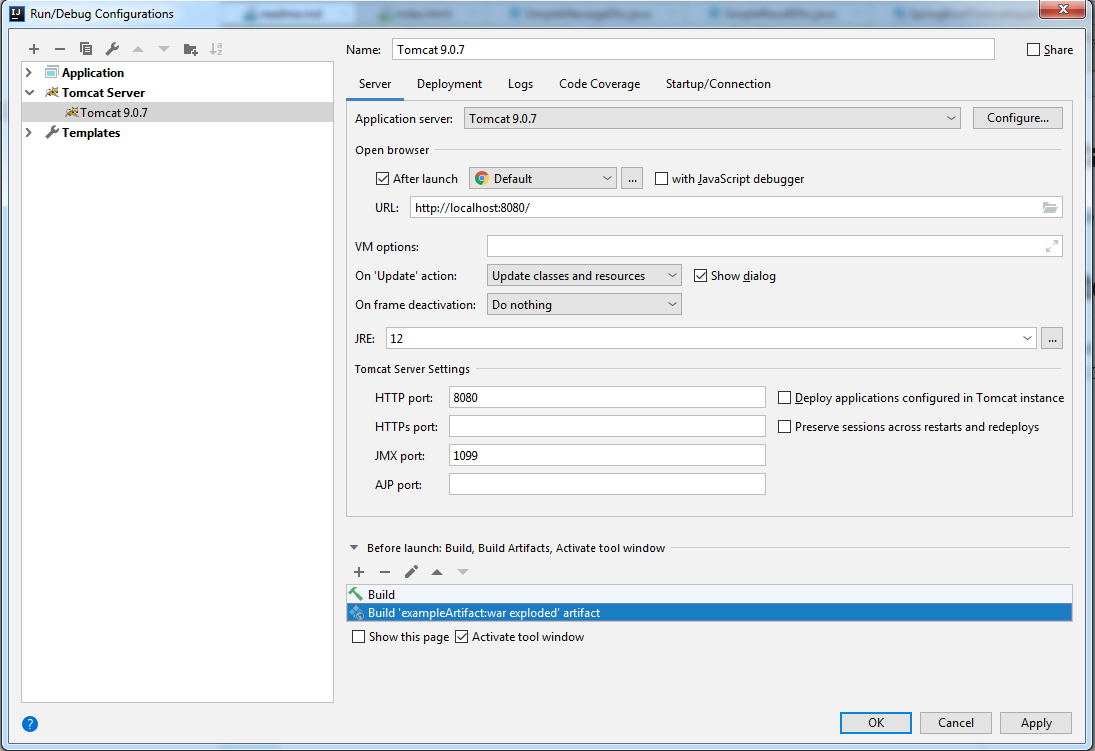 Run/Debug Configurations
Name: Tomcat 9.0.7 Share
Application
Tomcat Server
Tomcat 9.0.7
Templates
Server Deployment Logs Code Coverage Startup/Connection
Application server: Tomcat 9.0.7 Configure...
Open browser
After launch Default ... with JavaScript debugger
URL: http://localhost:8080/
VM options:
On 'Update' action: Update classes and resources Show dialog
On frame deactivation: Do nothing
JRE: 12 ...
Tomcat Server Settings
HTTP port: 8080 Deploy applications configured in Tomcat instance
HTTPs port: Preserve sessions across restarts and redeploys
JMX port: 1099
AJP port:
Before launch: Build, Build Artifacts, Activate tool window
Build
Build 'exampleArtifact:war exploded' artifact
Show this page Activate tool window
? OK Cancel Apply